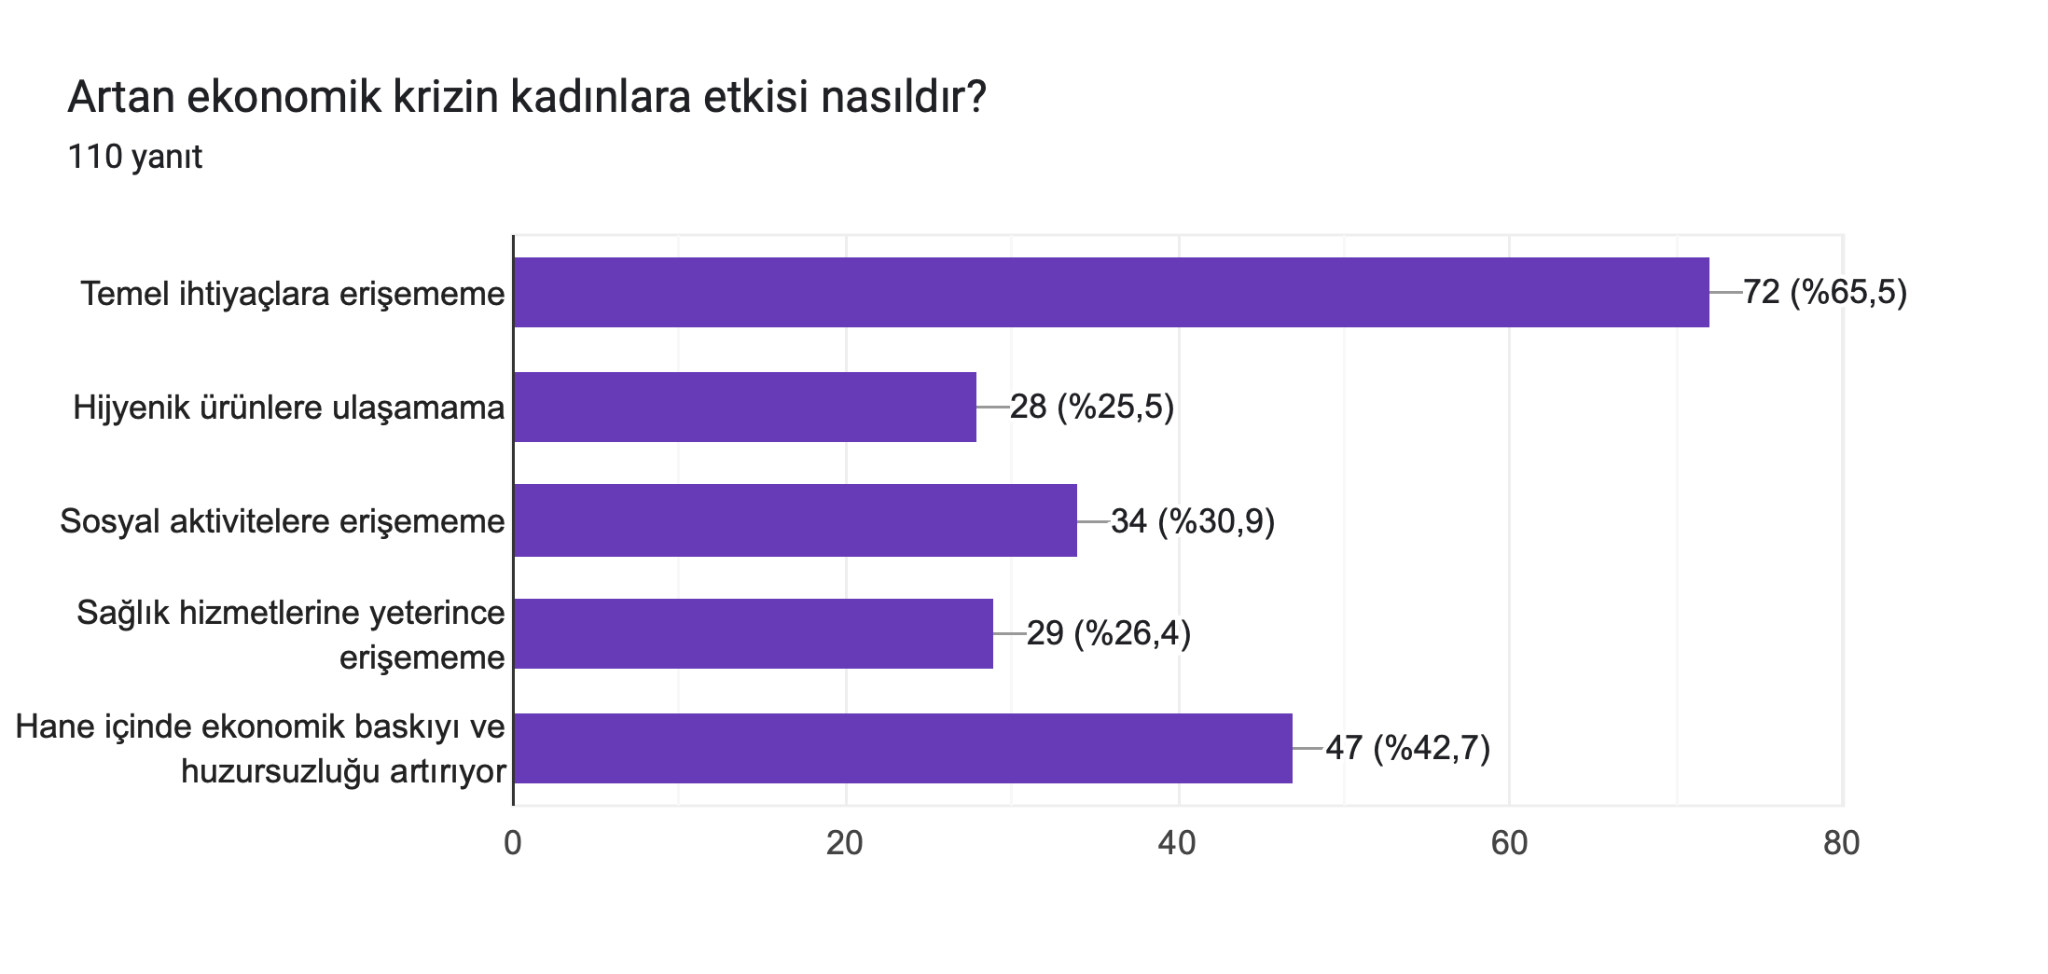 Artan ekonomik krizin kadınlara etkisi nasıldır?
110 yanıt
Temel ihtiyaçlara erişememe
72 (%65,5)
Hijyenik ürünlere ulaşamama
28 (%25,5)
Sosyal aktivitelere erişememe
34 (%30,9)
Sağlık hizmetlerine yeterince
erişememe
29 (%26,4)
Hane içinde ekonomik baskıyı ve
huzursuzluğu artırıyor
47 (%42,7)
0 20 40 60 80